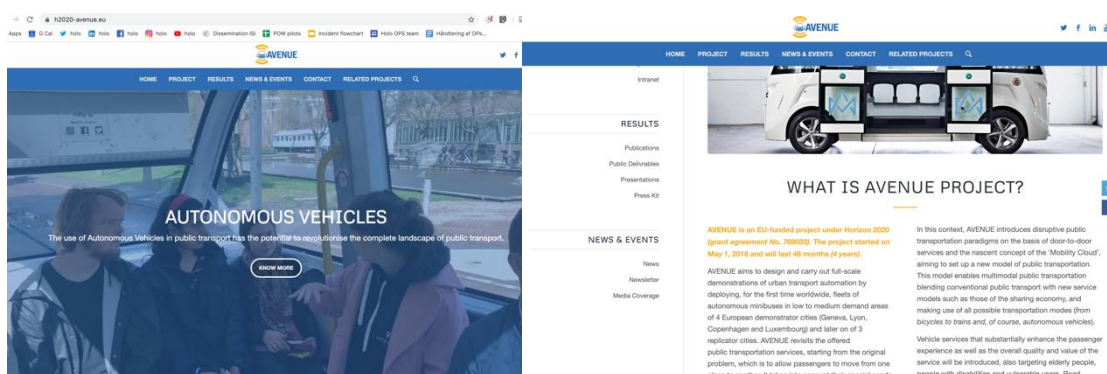 h2020-avenue.eu
Apps G Cal holo holo holo holo holo Dissemination IS POW pilots Incident flowchart Holo OPS team Håndtering af OPs...
AVENUE
HOME PROJECT RESULTS NEWS & EVENTS CONTACT RELATED PROJECTS
AUTONOMOUS VEHICLES
The use of Autonomous Vehicles in public transport has the potential to revolutionise the complete landscape of public transport.
KNOW MORE
AVENUE
HOME PROJECT RESULTS NEWS & EVENTS CONTACT RELATED PROJECTS
Intranet
RESULTS
Publications
Public Delivrables
Presentations
Press Kit
NEWS & EVENTS
News
Newsletter
Media Coverage
WHAT IS AVENUE PROJECT?
AVENUE is an EU-funded project under Horizon 2020
(grant agreement No. 769033). The project started on
May 1, 2018 and will last 48 months (4 years).
AVENUE aims to design and carry out full-scale
demonstrations of urban transport automation by
deploying, for the first time worldwide, fleets of
autonomous minibuses in low to medium demand areas
of 4 European demonstrator cities (Geneva, Lyon,
Copenhagen and Luxembourg) and later on of 3
replicator cities. AVENUE revisits the offered
public transportation services, starting from the original
problem, which is to allow passengers to move from one
In this context, AVENUE introduces disruptive public
transportation paradigms on the basis of door-to-door
services and the nascent concept of the 'Mobility Cloud',
aiming to set up a new model of public transportation.
This model enables multimodal public transportation
blending conventional public transport with new service
models such as those of the sharing economy, and
making use of all possible transportation modes (from
bicycles to trains and, of course, autonomous vehicles).
Vehicle services that substantially enhance the passenger
experience as well as the overall quality and value of the
service will be introduced, also targeting elderly people,
people with disabilities and vulnerable users. Road